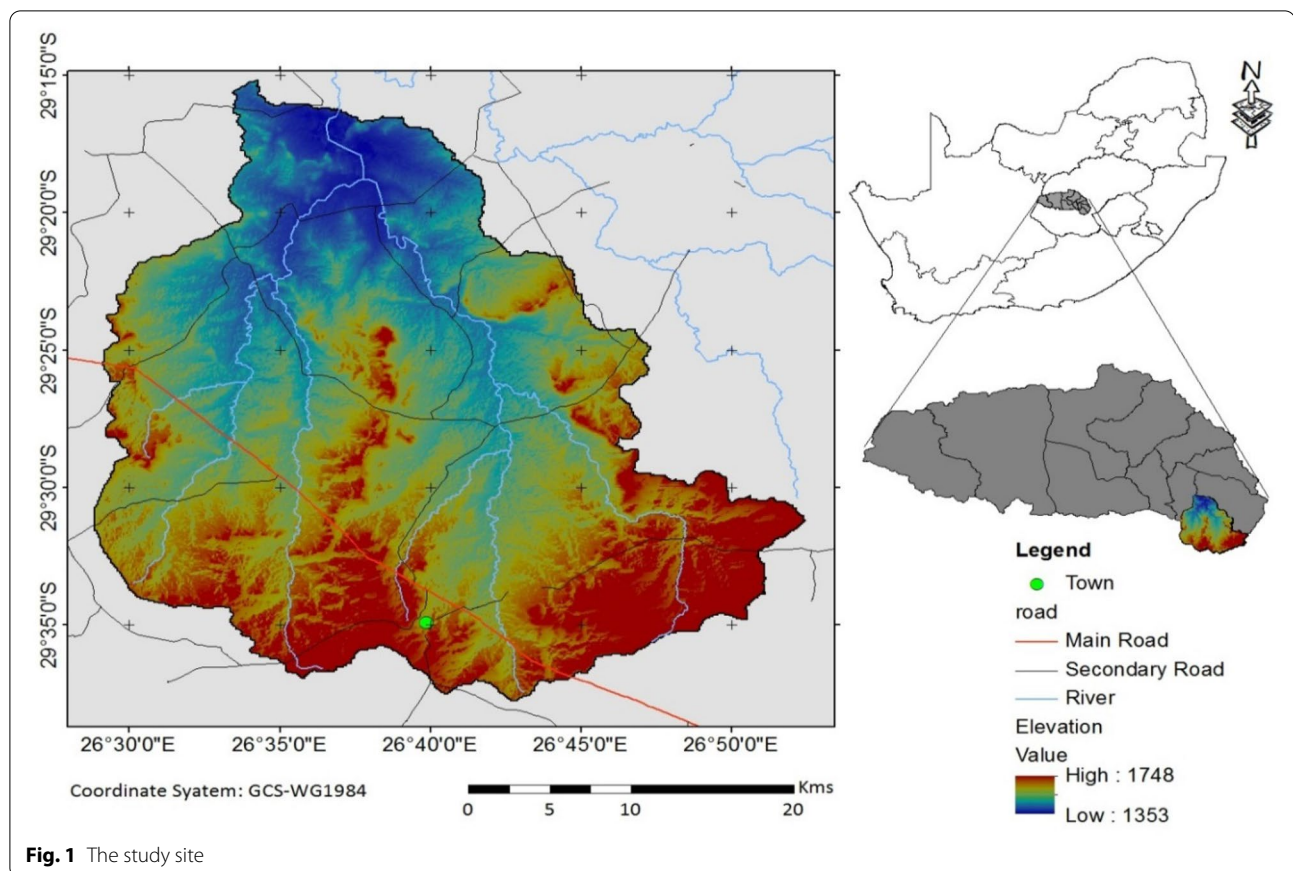 29°15'0"S
29°20'0"S
29°25'0"S
29°30'0"S
29°35'0"S
26°30'0"E 26°35'0"E 26°40'0"E 26°45'0"E 26°50'0"E
Coordinate Syatem: GCS-WG1984
Kms
0 5 10 20
N
Legend
Town
road
Main Road
Secondary Road
River
Elevation
Value
High : 1748
Low : 1353
Fig. 1 The study site